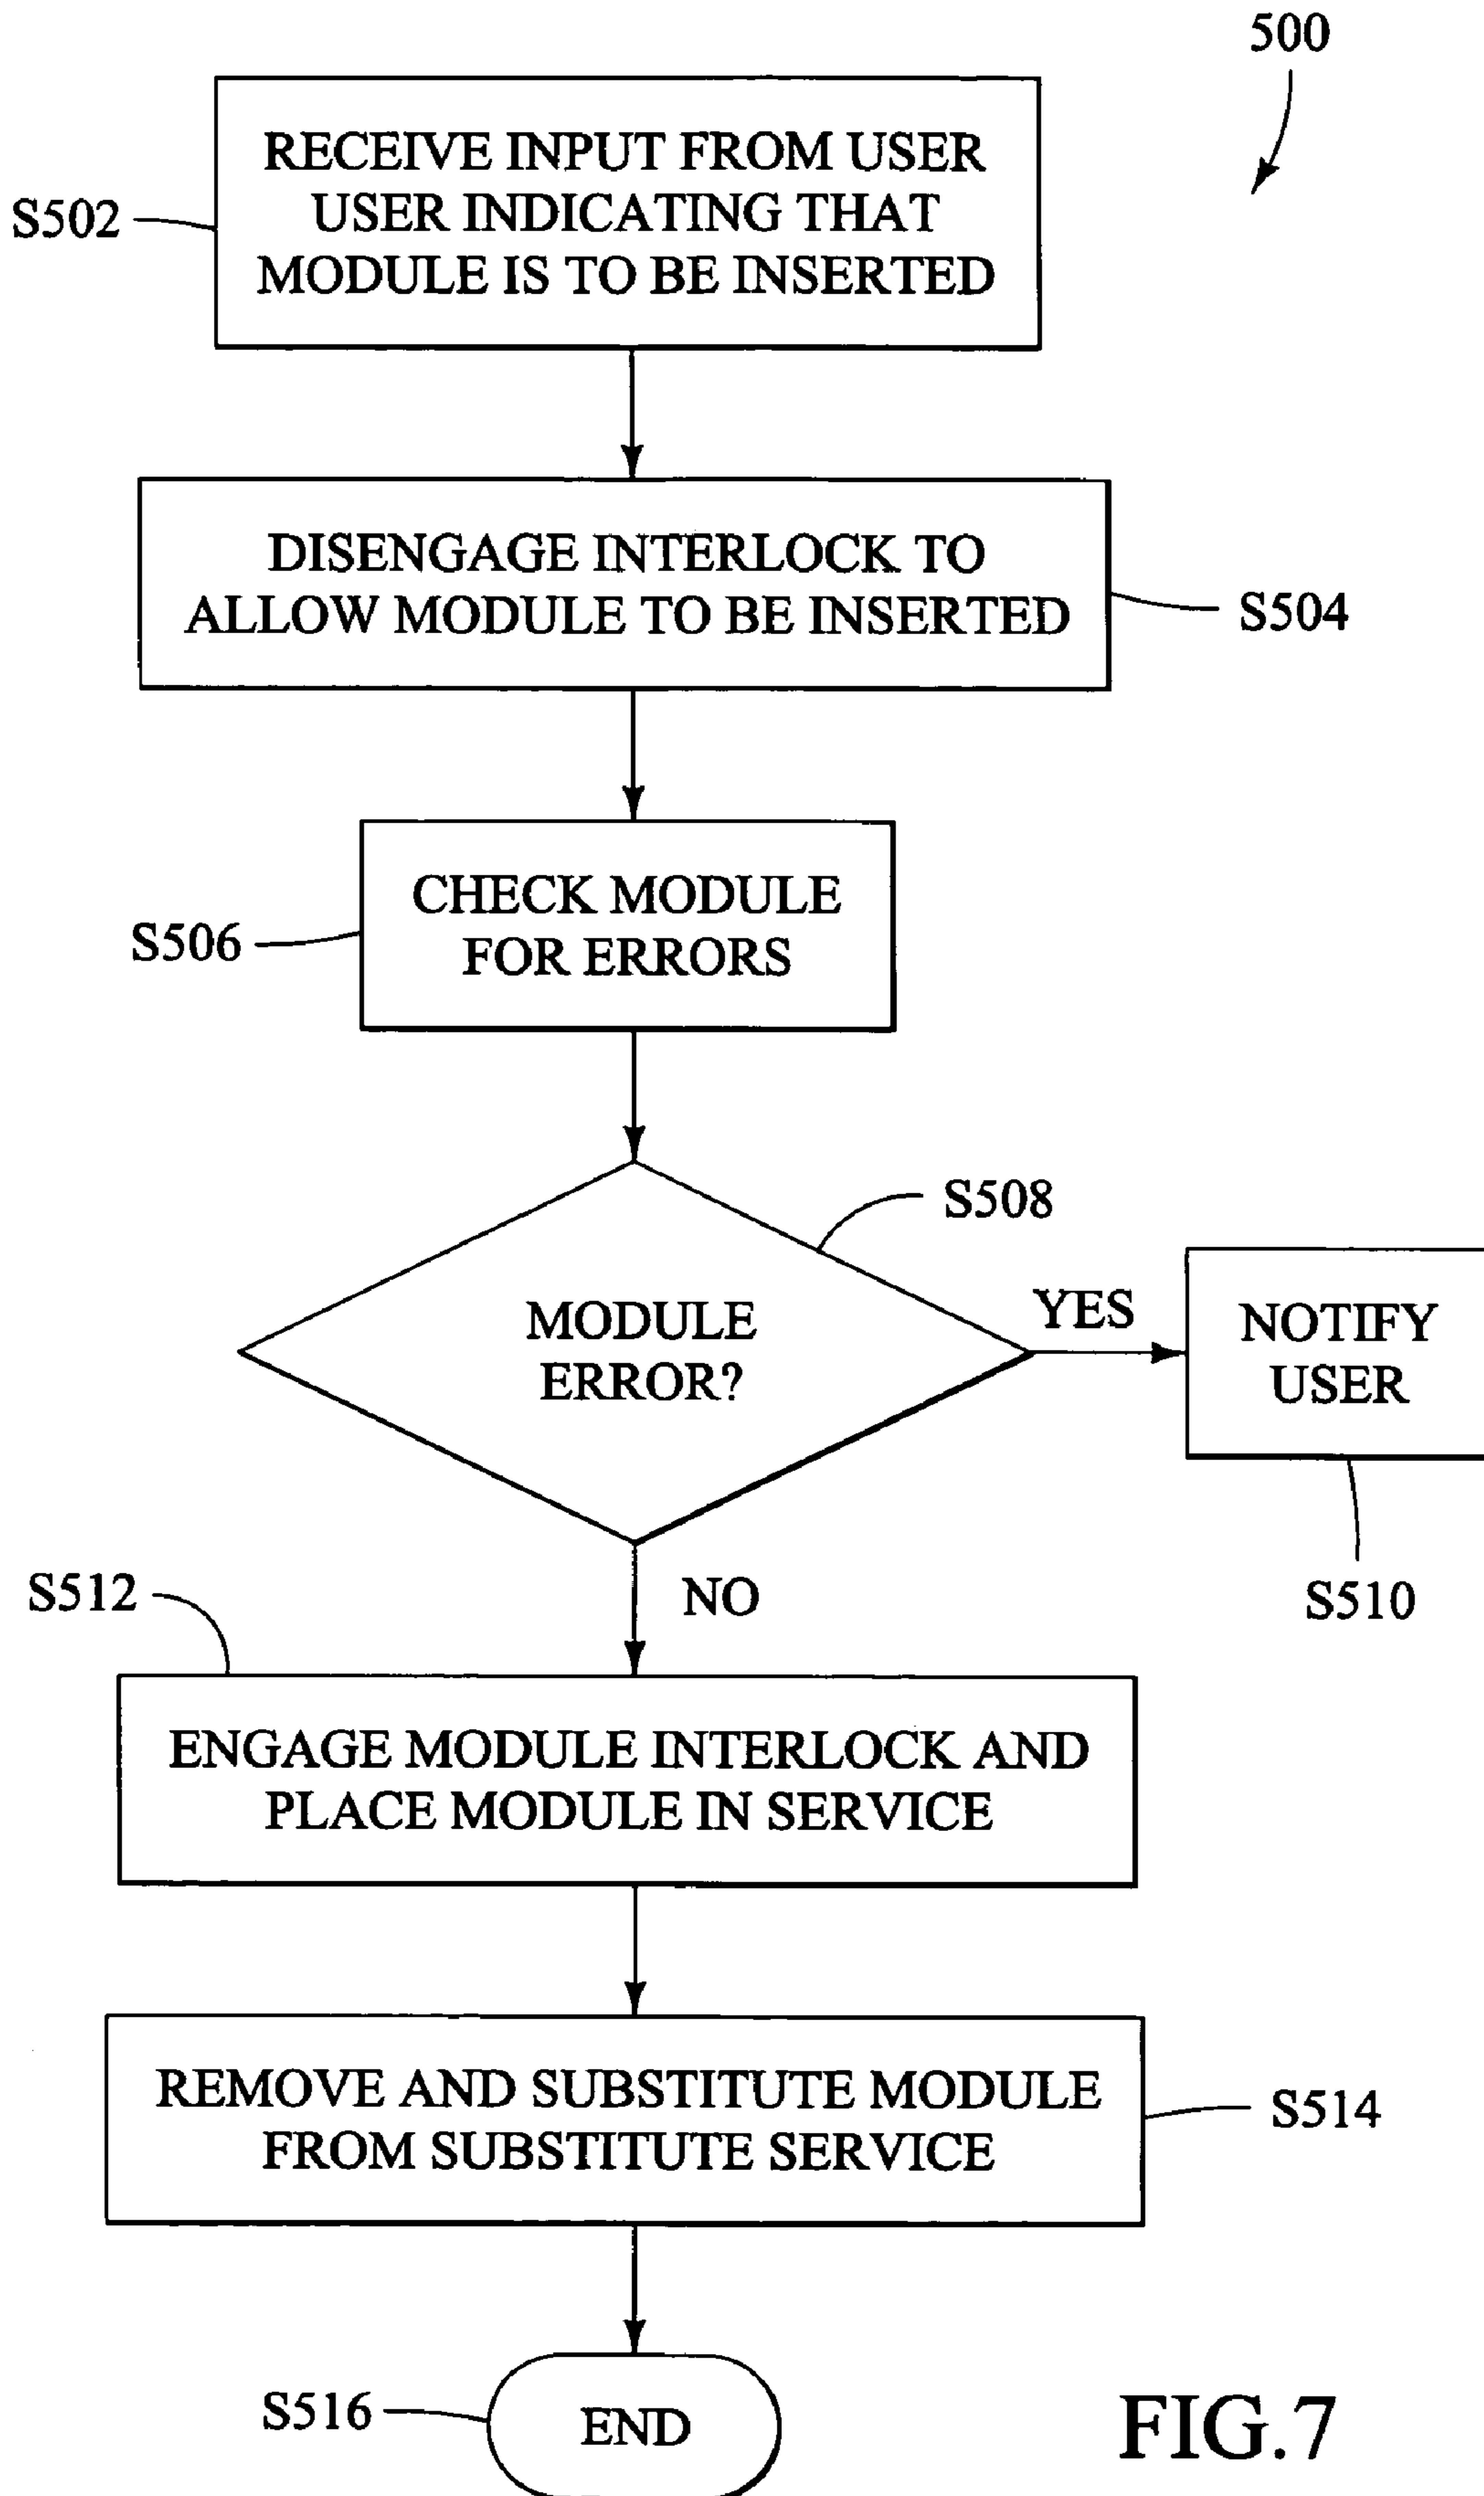 500
RECEIVE INPUT FROM USER
USER INDICATING THAT
MODULE IS TO BE INSERTED
S502
DISENGAGE INTERLOCK TO
ALLOW MODULE TO BE INSERTED
S504
CHECK MODULE
FOR ERRORS
S506
S508
MODULE
ERROR?
YES
NOTIFY
USER
S510
NO
S512
ENGAGE MODULE INTERLOCK AND
PLACE MODULE IN SERVICE
REMOVE AND SUBSTITUTE MODULE
FROM SUBSTITUTE SERVICE
S514
S516
END
FIG.7